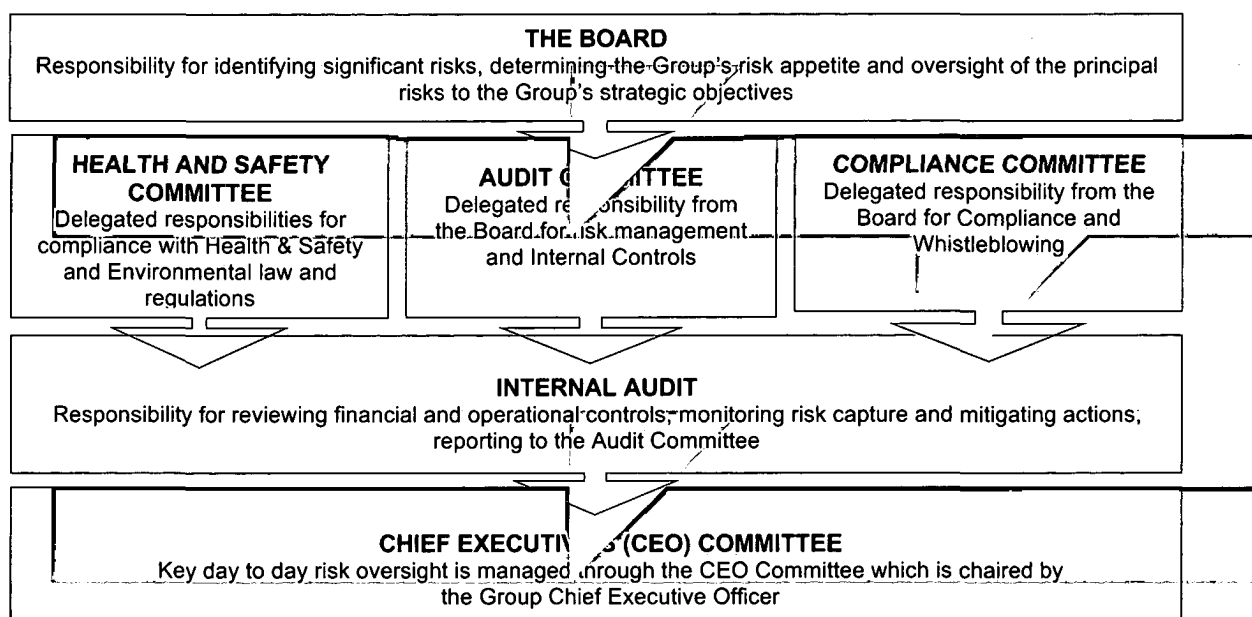 THE BOARD
Responsibility for identifying significant risks, determining the Group's risk appetite and oversight of the principal
risks to the Group's strategic objectives
HEALTH AND SAFETY
COMMITTEE
Delegated responsibilities for
compliance with Health & Safety
and Environmental law and
regulations
AUDIT COMMITTEE
Delegated responsibility from
the Board for risk management
and Internal Controls
COMPLIANCE COMMITTEE
Delegated responsibility from the
Board for Compliance and
Whistleblowing
INTERNAL AUDIT
Responsibility for reviewing financial and operational controls, monitoring risk capture and mitigating actions,
reporting to the Audit Committee
CHIEF (CEO) COMMITTEE
Key day to day risk oversight is managed through the CEO Committee which is chaired by
the Group Chief Executive Officer